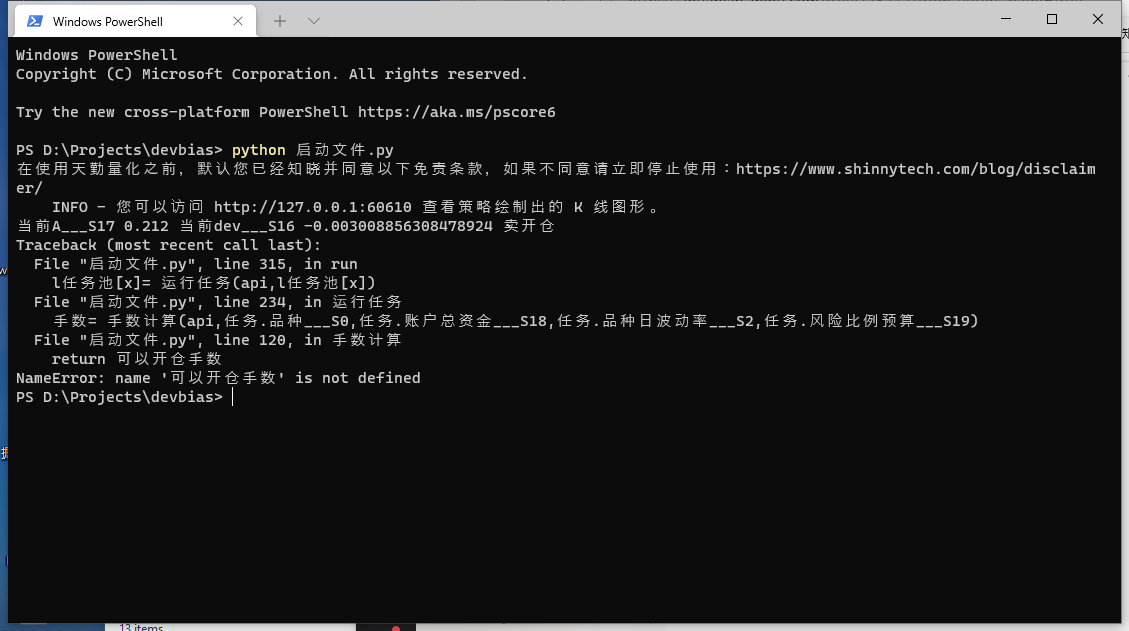 Windows PowerShell
Windows PowerShell
Copyright (C) Microsoft Corporation. All rights reserved.
Try the new cross-platform PowerShell https://aka.ms/pscore6
PS D:\Projects\devbias> python 启动文件.py
在使用天勤量化之前，默认您已经知晓并同意以下免责条款，如果不同意请立即停止使用：https://www.shinnytech.com/blog/disclaim
er/
INFO - 您可以访问 http://127.0.0.1:60610 查看策略绘制出的 K 线图形。
当前A___S17 0.212 当前dev___S16 -0.003008856308478924 卖开仓
Traceback (most recent call last):
File "启动文件.py", line 315, in run
l任务池[x]= 运行任务(api,l任务池[x])
File "启动文件.py", line 234, in 运行任务
手数= 手数计算(api,任务.品种___S0,任务.账户总资金___S18,任务.品种日波动率___S2,任务.风险比例预算___S19)
File "启动文件.py", line 120, in 手数计算
return 可以开仓手数
NameError: name '可以开仓手数' is not defined
PS D:\Projects\devbias>
13 items